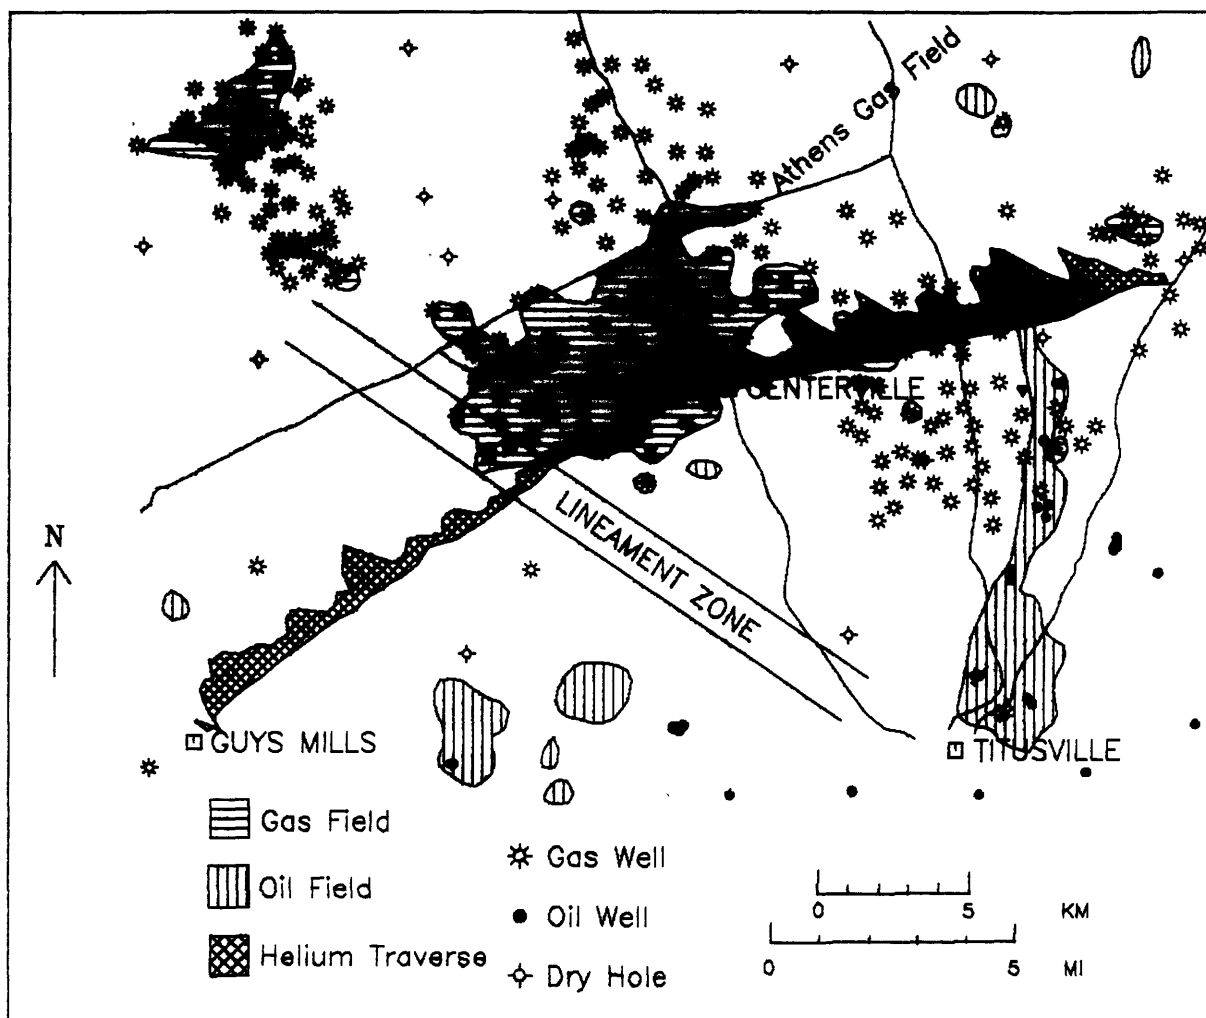 Athens Gas Field
CENTERVILLE
LINEAMENT ZONE
N
GUYS MILLS
TITUSVILLE
Gas Field
Oil Field
Helium Traverse
Gas Well
Oil Well
Dry Hole
0 5 KM
0 5 MI